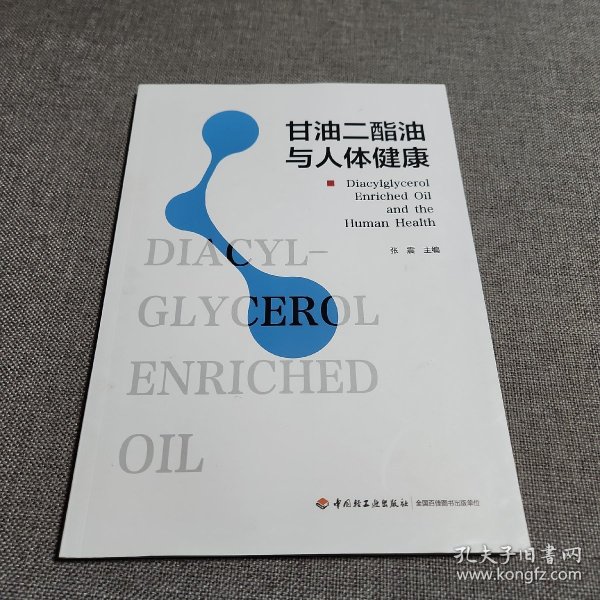 甘油二酯油
与人体健康
Diacylglycerol
Enriched Oil
and the
Human Health
张 震 主编
DIACYL-
GLYCEROL
ENRICHED
OIL
中国轻工业出版社 全国百佳图书出版单位
孔夫子旧书网
www.kongfz.com